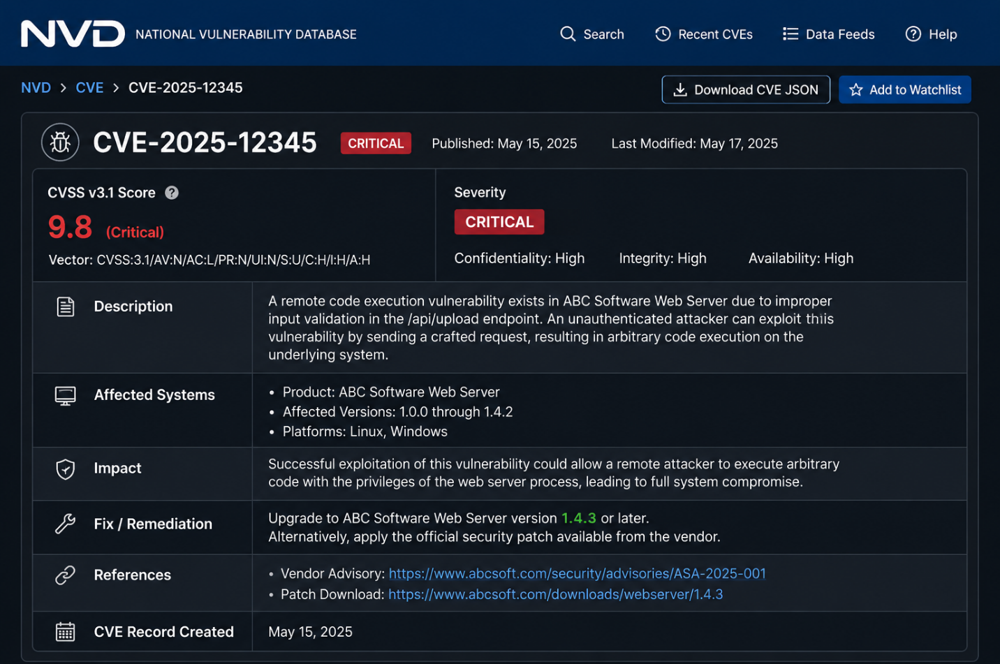 NVD NATIONAL VULNERABILITY DATABASE
Search Recent CVEs Data Feeds Help
NVD > CVE > CVE-2025-12345
Download CVE JSON Add to Watchlist
CVE-2025-12345 CRITICAL Published: May 15, 2025 Last Modified: May 17, 2025
CVSS v3.1 Score ?
9.8 (Critical)
Vector: CVSS:3.1/AV:N/AC:L/PR:N/UI:N/S:U/C:H/I:H/A:H
Severity
CRITICAL
Confidentiality: High Integrity: High Availability: High
Description
A remote code execution vulnerability exists in ABC Software Web Server due to improper
input validation in the /api/upload endpoint. An unauthenticated attacker can exploit this
vulnerability by sending a crafted request, resulting in arbitrary code execution on the
underlying system.
Affected Systems
• Product: ABC Software Web Server
• Affected Versions: 1.0.0 through 1.4.2
• Platforms: Linux, Windows
Impact
Successful exploitation of this vulnerability could allow a remote attacker to execute arbitrary
code with the privileges of the web server process, leading to full system compromise.
Fix / Remediation
Upgrade to ABC Software Web Server version 1.4.3 or later.
Alternatively, apply the official security patch available from the vendor.
References
• Vendor Advisory: https://www.abcsoft.com/security/advisories/ASA-2025-001
• Patch Download: https://www.abcsoft.com/downloads/webserver/1.4.3
CVE Record Created
May 15, 2025